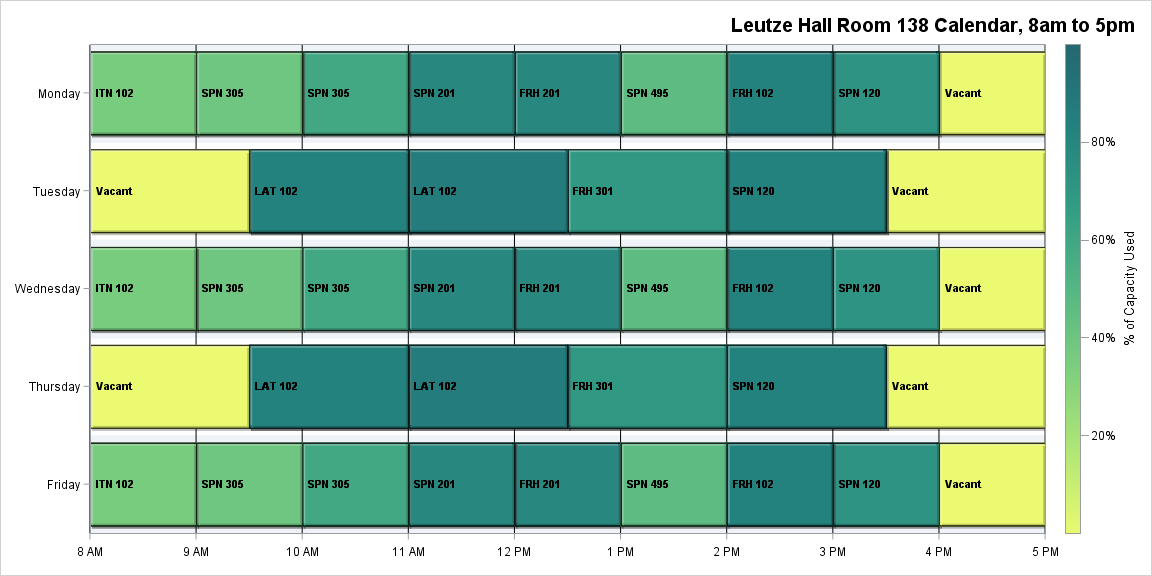 Leutze Hall Room 138 Calendar, 8am to 5pm
Monday
ITN 102
SPN 305
SPN 305
SPN 201
FRH 201
SPN 495
FRH 102
SPN 120
Vacant
Tuesday
Vacant
LAT 102
LAT 102
FRH 301
SPN 120
Vacant
Wednesday
ITN 102
SPN 305
SPN 305
SPN 201
FRH 201
SPN 495
FRH 102
SPN 120
Vacant
Thursday
Vacant
LAT 102
LAT 102
FRH 301
SPN 120
Vacant
Friday
ITN 102
SPN 305
SPN 305
SPN 201
FRH 201
SPN 495
FRH 102
SPN 120
Vacant
8 AM
9 AM
10 AM
11 AM
12 PM
1 PM
2 PM
3 PM
4 PM
5 PM
80%
60%
40%
20%
% of Capacity Used